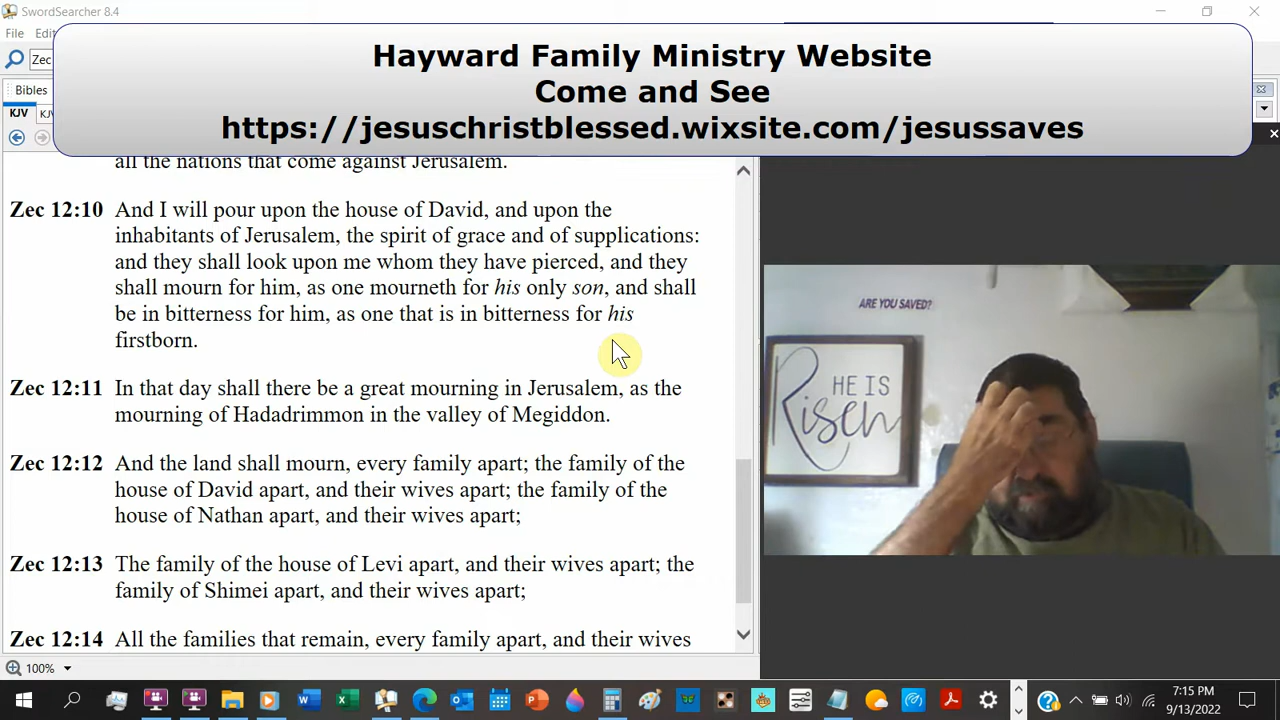 SwordSearcher 8.4
File
Edi
Zec
Hayward Family Ministry Website
Come and See
https://jesuschristblessed.wixsite.com/jesussaves
Bibles
KJV
KJ
all the nations that come against Jerusalem.
Zec 12:10 And I will pour upon the house of David, and upon the
inhabitants of Jerusalem, the spirit of grace and of supplications:
and they shall look upon me whom they have pierced, and they
shall mourn for him, as one mourneth for his only son, and shall
be in bitterness for him, as one that is in bitterness for his
firstborn.
Zec 12:11 In that day shall there be a great mourning in Jerusalem, as the
mourning of Hadadrimmon in the valley of Megiddon.
Zec 12:12 And the land shall mourn, every family apart; the family of the
house of David apart, and their wives apart; the family of the
house of Nathan apart, and their wives apart;
Zec 12:13 The family of the house of Levi apart, and their wives apart; the
family of Shimei apart, and their wives apart;
Zec 12:14 All the families that remain, every family apart, and their wives
100%
ARE YOU SAVED?
HE IS
Risen
7:15 PM
9/13/2022